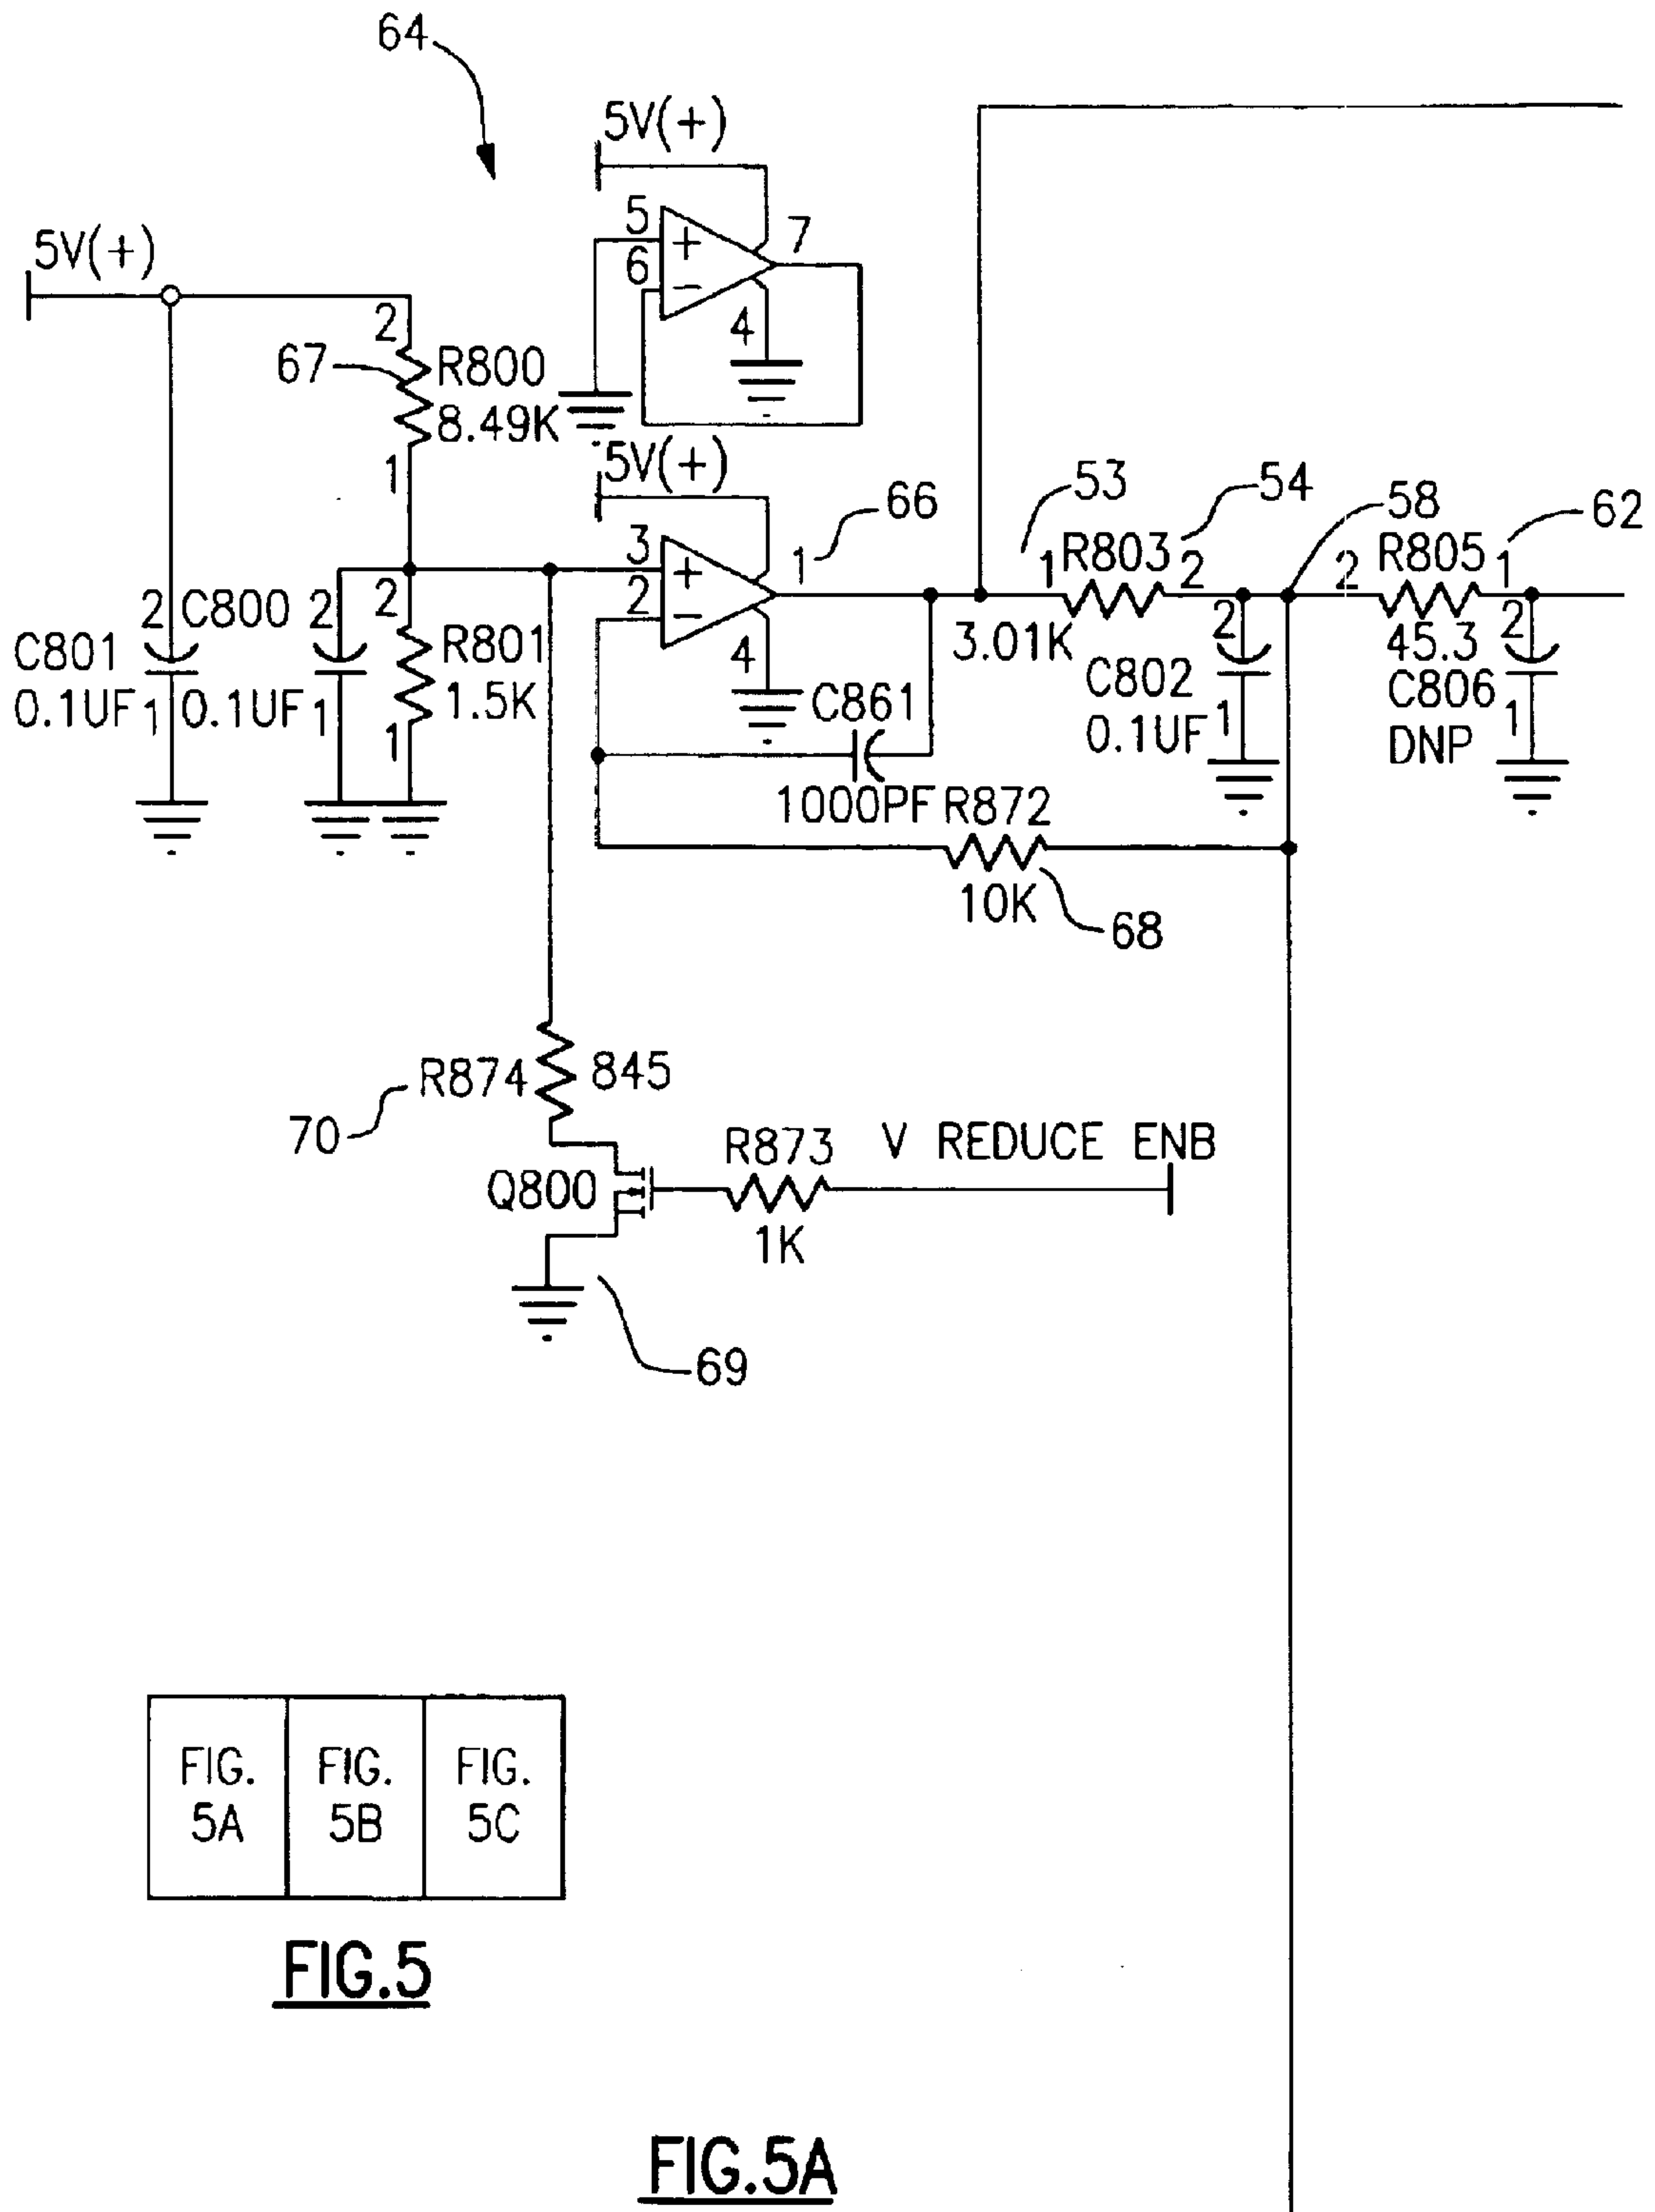 64
5V(+)
5
6
7
4
5V(+)
2
67
R800
8.49K
1
5V(+)
3
2
1
66
4
53
1
R803
2
54
3.01K
58
2
R805
1
62
45.3
2
C806
1
DNP
2
C802
0.1UF
1
2
C801
0.1UF
1
C800
2
0.1UF
1
2
R801
1.5K
1
C861
1000PF
R872
10K
68
R874
845
70
Q800
R873
1K
V REDUCE ENB
69
FIG. 5A
FIG. 5B
FIG. 5C
FIG.5
FIG.5A